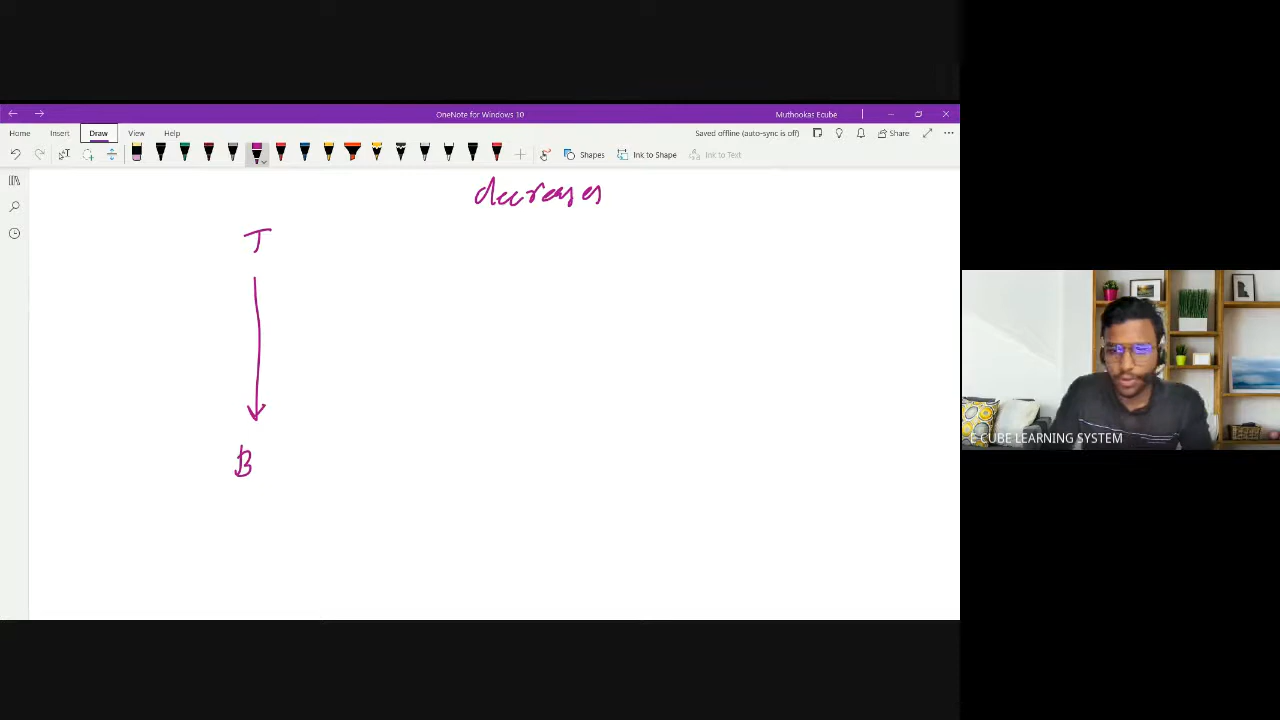 OneNote for Windows 10
Muthookas Ecube
Home Insert Draw View Help
Saved offline (auto-sync is off)
Share
Shapes
Ink to Shape
Ink to Text
decreases
T
B
E CUBE LEARNING SYSTEM